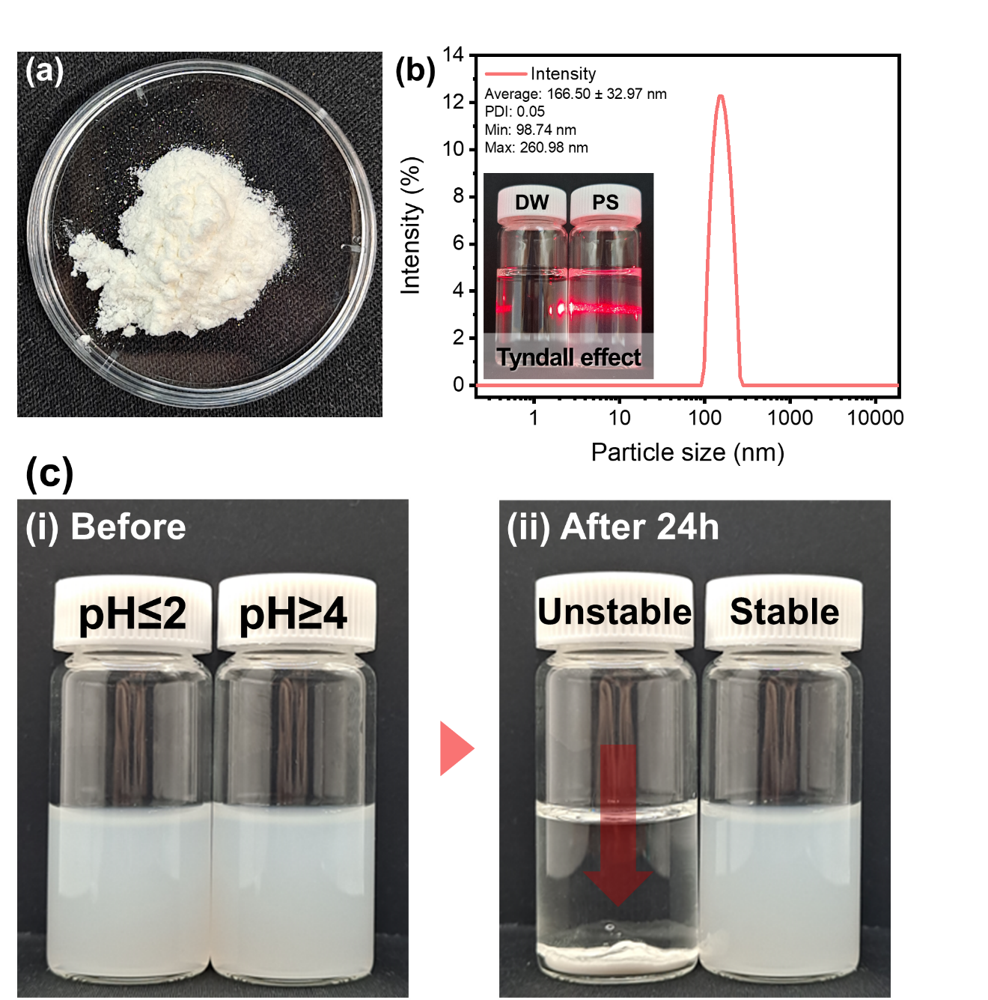 (a)
(b)
14
12
10
8
6
4
2
0
Intensity (%)
Intensity
Average: 166.50 ± 32.97 nm
PDI: 0.05
Min: 98.74 nm
Max: 260.98 nm
DW PS
Tyndall effect
1 10 100 1000 10000
Particle size (nm)
(c)
(i) Before
pH≤2 pH≥4
(ii) After 24h
Unstable Stable